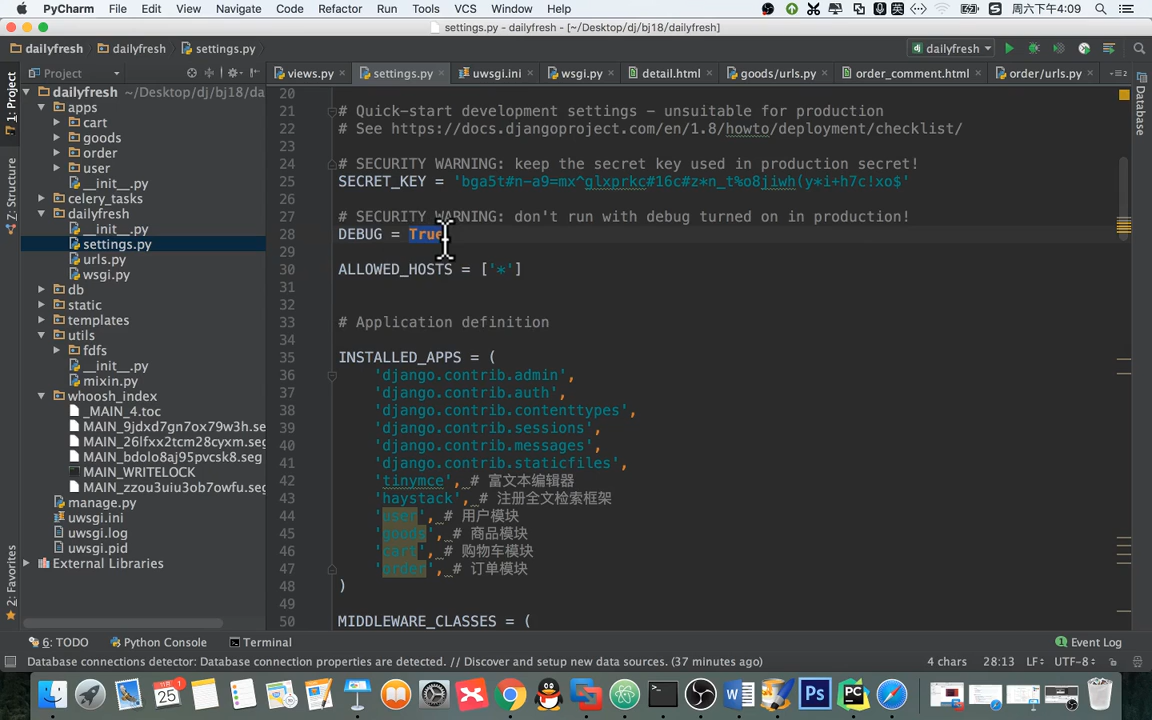 PyCharm File Edit View Navigate Code Refactor Run Tools VCS Window Help 英 周六下午4:09
settings.py - dailyfresh - [~/Desktop/dj/bj18/dailyfresh]
dailyfresh dailyfresh settings.py dailyfresh
Project views.py settings.py uwsgi.ini wsgi.py detail.html goods/urls.py order_comment.html order/urls.py
1: Project
Z: Structure
2: Favorites
Database
dailyfresh ~/Desktop/dj/bj18/da
apps
cart
goods
order
user
__init__.py
celery_tasks
dailyfresh
__init__.py
settings.py
urls.py
wsgi.py
db
static
templates
utils
fdfs
__init__.py
mixin.py
whoosh_index
_MAIN_4.toc
MAIN_9jdxd7gn7ox79w3h.se
MAIN_26lfxx2tcm28cyxm.seg
MAIN_bdolo8aj95pvcsk8.seg
MAIN_WRITELOCK
MAIN_zzou3uiu3ob7owfu.seg
manage.py
uwsgi.ini
uwsgi.log
uwsgi.pid
External Libraries
20
21 # Quick-start development settings - unsuitable for production
22 # See https://docs.djangoproject.com/en/1.8/howto/deployment/checklist/
23
24 # SECURITY WARNING: keep the secret key used in production secret!
25 SECRET_KEY = 'bga5t#n-a9=mx^glxprkc#16c#z*n_t%o8jiwh(y*i+h7c!xo$'
26
27 # SECURITY WARNING: don't run with debug turned on in production!
28 DEBUG = True
29
30 ALLOWED_HOSTS = ['*']
31
32
33 # Application definition
34
35 INSTALLED_APPS = (
36 'django.contrib.admin',
37 'django.contrib.auth',
38 'django.contrib.contenttypes',
39 'django.contrib.sessions',
40 'django.contrib.messages',
41 'django.contrib.staticfiles',
42 'tinymce', # 富文本编辑器
43 'haystack', # 注册全文检索框架
44 'user', # 用户模块
45 'goods', # 商品模块
46 'cart', # 购物车模块
47 'order', # 订单模块
48 )
49
50 MIDDLEWARE_CLASSES = (
6: TODO Python Console Terminal 1 Event Log
Database connections detector: Database connection properties are detected. // Discover and setup new data sources. (37 minutes ago) 4 chars 28:13 LF UTF-8
25 Ps PC